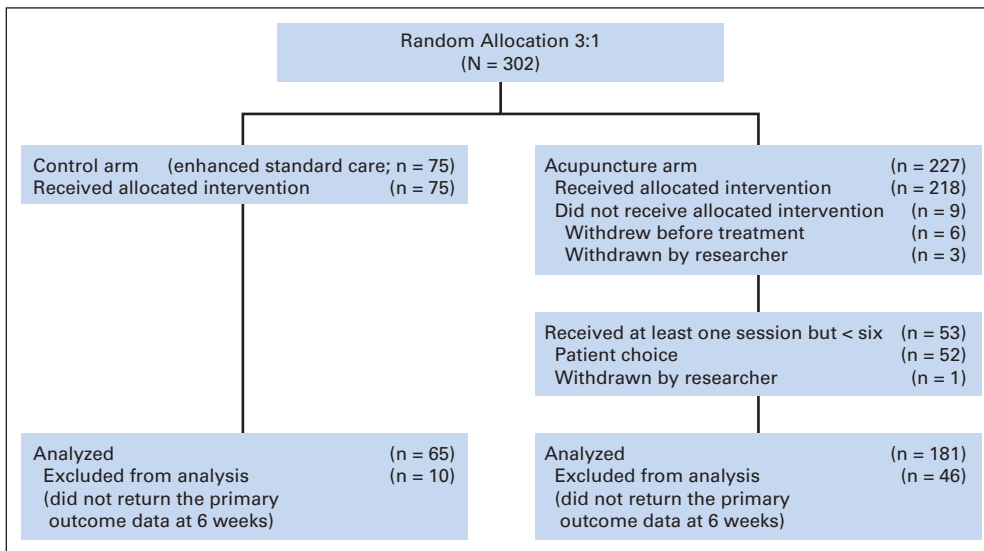 Random Allocation 3:1
(N = 302)
Control arm (enhanced standard care; n = 75)
Received allocated intervention (n = 75)
Acupuncture arm (n = 227)
Received allocated intervention (n = 218)
Did not receive allocated intervention (n = 9)
Withdrew before treatment (n = 6)
Withdrawn by researcher (n = 3)
Received at least one session but < six (n = 53)
Patient choice (n = 52)
Withdrawn by researcher (n = 1)
Analyzed (n = 65)
Excluded from analysis (n = 10)
(did not return the primary
outcome data at 6 weeks)
Analyzed (n = 181)
Excluded from analysis (n = 46)
(did not return the primary
outcome data at 6 weeks)